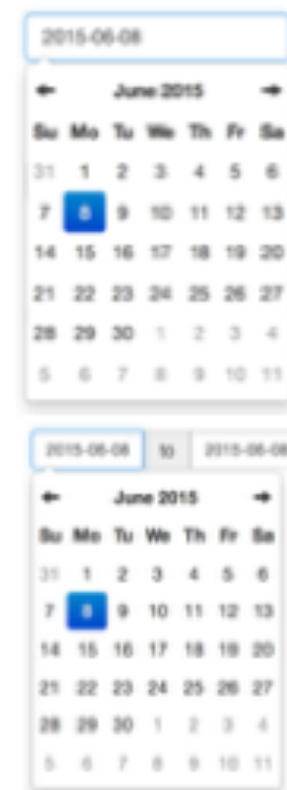 2015-06-08
June 2015
Su Mo Tu We Th Fr Sa
31 1 2 3 4 5 6
7 8 9 10 11 12 13
14 15 16 17 18 19 20
21 22 23 24 25 26 27
28 29 30 1 2 3 4
5 6 7 8 9 10 11
2015-06-08 to 2015-06-08
June 2015
Su Mo Tu We Th Fr Sa
31 1 2 3 4 5 6
7 8 9 10 11 12 13
14 15 16 17 18 19 20
21 22 23 24 25 26 27
28 29 30 1 2 3 4
5 6 7 8 9 10 11